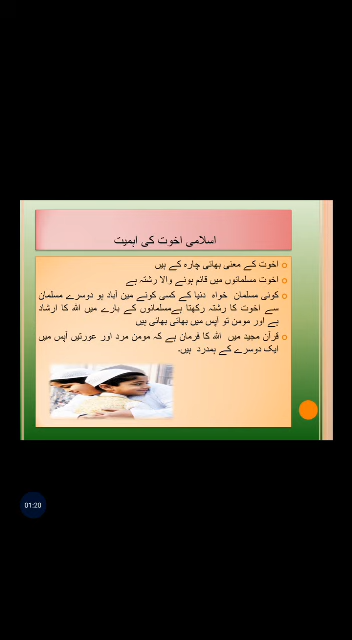 اسلامی اخوت کی اہمیت
اخوت کے معنی بھائی چارہ کے ہیں
اخوت مسلمانوں میں قائم ہونے والا رشتہ ہے
کوئی مسلمان خواہ دنیا کے کسی کونے مین آباد ہو دوسرے مسلمان
سے اخوت کا رشتہ رکھتا ہےمسلمانوں کے بارے میں اللہ کا ارشاد
ہے اور مومن تو آپس میں بھائی بھائی ہیں
قرآن مجید میں اللہ کا فرمان ہے کہ مومن مرد اور عورتیں آپس میں
ایک دوسرے کے ہمدرد ہیں۔
01:20